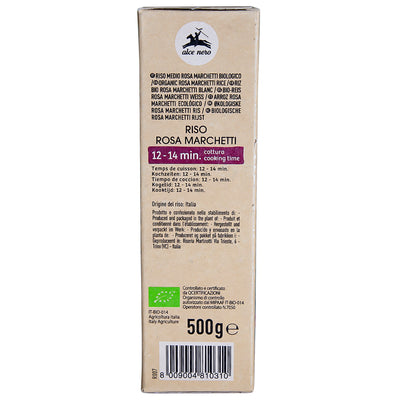 alce nero
RISO MEDIO ROSA MARCHETTI BIOLOGICO
ORGANIC ROSA MARCHETTI RICE RIZ
BIO ROSA MARCHETTI BLANC BIO-REIS
ROSA MARCHETTI WEISS ARROZ ROSA
MARCHETTI ECOLÓGICO ØKOLOGISKE
ROSA MARCHETTI RIS BIOLOGISCHE
ROSA MARCHETTI RIJST
RISO
ROSA MARCHETTI
12-14 min. cottura
cooking time
Temps de cuisson: 12 - 14 min.
Kochzeiten: 12 - 14 min.
Tiempo de coccion: 12 - 14 min.
Kogetid: 12 - 14 min.
Kooktijd: 12 - 14 min.
Origine del riso: Italia
Prodotto e confezionato nello stabilimento di:
Produced and packaged in the plant of: Produit et
conditionné dans l'établissement: Hergestellt und
verpackt im Werk: Producido y envasado en la
planta de: Produceret og pakket på fabrikken i:
Geproduceerd en verpakt in: Riseria Martinotti Via Trieste, 6
Trino (VC) - Italia
IT-BIO-014
Agricoltura Italia
Italy Agriculture
Controllato e certificato
da QCERTIFICAZIONI
Organismo di controllo
autorizzato dal MIPAAF IT-BIO-014
Operatore controllato N.7050
500g e
8 009004 810310